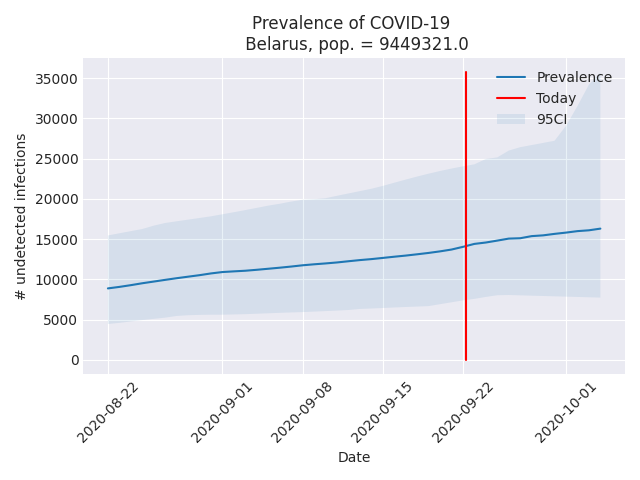 Prevalence of COVID-19
Belarus, pop. = 9449321.0
Prevalence
Today
95CI
# undetected infections
35000
30000
25000
20000
15000
10000
5000
0
2020-08-22
2020-09-01
2020-09-08
2020-09-15
2020-09-22
2020-10-01
Date